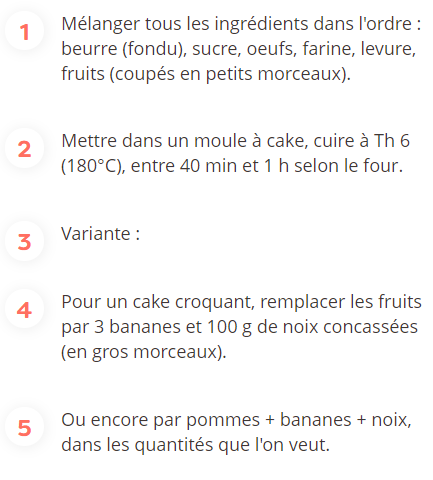 1 Mélanger tous les ingrédients dans l'ordre :
beurre (fondu), sucre, oeufs, farine, levure,
fruits (coupés en petits morceaux).
2 Mettre dans un moule à cake, cuire à Th 6
(180°C), entre 40 min et 1 h selon le four.
3 Variante :
4 Pour un cake croquant, remplacer les fruits
par 3 bananes et 100 g de noix concassées
(en gros morceaux).
5 Ou encore par pommes + bananes + noix,
dans les quantités que l'on veut.